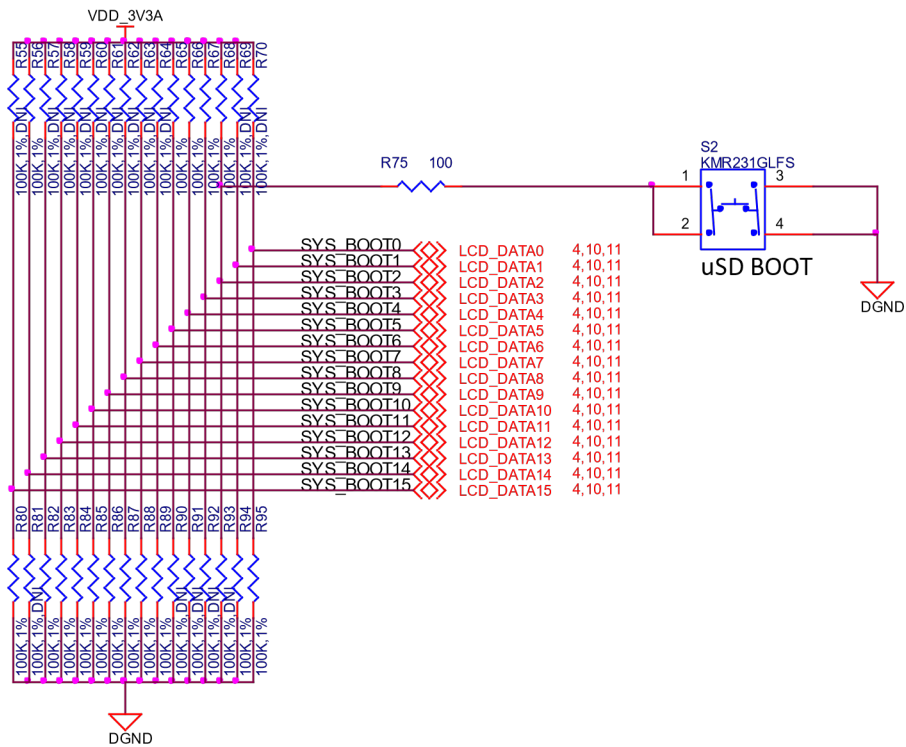 VDD_3V3A
R55
R56
R57
R58
R59
R60
R61
R62
R63
R64
R65
R66
R67
R68
R69
R70
100K,1%,DNI
100K,1%
100K,1%,DNI
100K,1%,DNI
100K,1%,DNI
100K,1%,DNI
100K,1%,DNI
100K,1%,DNI
100K,1%,DNI
100K,1%,DNI
100K,1%,DNI
100K,1%
100K,1%
100K,1%
100K,1%,DNI
100K,1%,DNI
R75 100
S2
KMR231GLFS
1 3
2 4
uSD BOOT
DGND
SYS_BOOT0 LCD_DATA0 4,10,11
SYS_BOOT1 LCD_DATA1 4,10,11
SYS_BOOT2 LCD_DATA2 4,10,11
SYS_BOOT3 LCD_DATA3 4,10,11
SYS_BOOT4 LCD_DATA4 4,10,11
SYS_BOOT5 LCD_DATA5 4,10,11
SYS_BOOT6 LCD_DATA6 4,10,11
SYS_BOOT7 LCD_DATA7 4,10,11
SYS_BOOT8 LCD_DATA8 4,10,11
SYS_BOOT9 LCD_DATA9 4,10,11
SYS_BOOT10 LCD_DATA10 4,10,11
SYS_BOOT11 LCD_DATA11 4,10,11
SYS_BOOT12 LCD_DATA12 4,10,11
SYS_BOOT13 LCD_DATA13 4,10,11
SYS_BOOT14 LCD_DATA14 4,10,11
SYS_BOOT15 LCD_DATA15 4,10,11
R80
R81
R82
R83
R84
R85
R86
R87
R88
R89
R90
R91
R92
R93
R94
R95
100K,1%
100K,1%,DNI
100K,1%
100K,1%
100K,1%
100K,1%
100K,1%
100K,1%
100K,1%
100K,1%
100K,1%
100K,1%,DNI
100K,1%,DNI
100K,1%,DNI
100K,1%
100K,1%
DGND